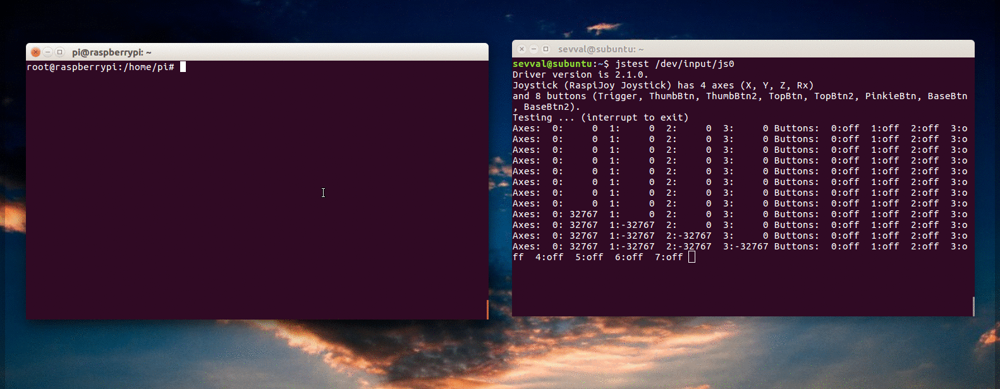 pi@raspberrypi: ~
root@raspberrypi:/home/pi#
sevval@subuntu: ~
sevval@subuntu:~$ jstest /dev/input/js0
Driver version is 2.1.0.
Joystick (RaspiJoy Joystick) has 4 axes (X, Y, Z, Rx)
and 8 buttons (Trigger, ThumbBtn, ThumbBtn2, TopBtn, TopBtn2, PinkieBtn, BaseBtn
, BaseBtn2).
Testing ... (interrupt to exit)
Axes:  0:     0  1:     0  2:     0  3:     0 Buttons:  0:off  1:off  2:off  3:o
Axes:  0:     0  1:     0  2:     0  3:     0 Buttons:  0:off  1:off  2:off  3:o
Axes:  0:     0  1:     0  2:     0  3:     0 Buttons:  0:off  1:off  2:off  3:o
Axes:  0:     0  1:     0  2:     0  3:     0 Buttons:  0:off  1:off  2:off  3:o
Axes:  0:     0  1:     0  2:     0  3:     0 Buttons:  0:off  1:off  2:off  3:o
Axes:  0:     0  1:     0  2:     0  3:     0 Buttons:  0:off  1:off  2:off  3:o
Axes:  0:     0  1:     0  2:     0  3:     0 Buttons:  0:off  1:off  2:off  3:o
Axes:  0:     0  1:     0  2:     0  3:     0 Buttons:  0:off  1:off  2:off  3:o
Axes:  0: 32767  1:     0  2:     0  3:     0 Buttons:  0:off  1:off  2:off  3:o
Axes:  0: 32767  1:-32767  2:     0  3:     0 Buttons:  0:off  1:off  2:off  3:o
Axes:  0: 32767  1:-32767  2:-32767  3:     0 Buttons:  0:off  1:off  2:off  3:o
Axes:  0: 32767  1:-32767  2:-32767  3:-32767 Buttons:  0:off  1:off  2:off  3:o
ff  4:off  5:off  6:off  7:off